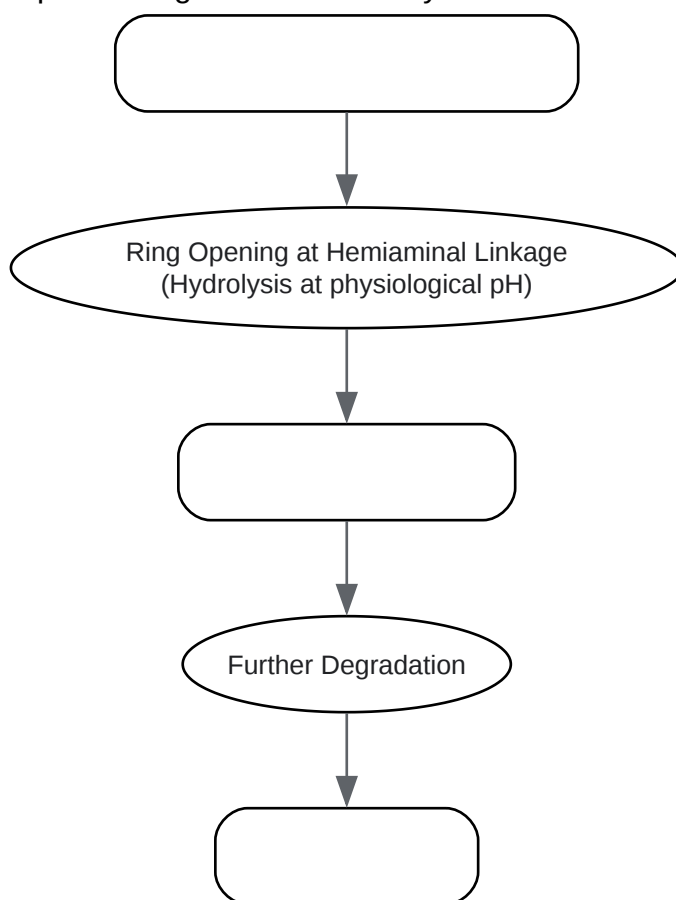 Ring Opening at Hemiaminal Linkage
(Hydrolysis at physiological pH)
Further Degradation